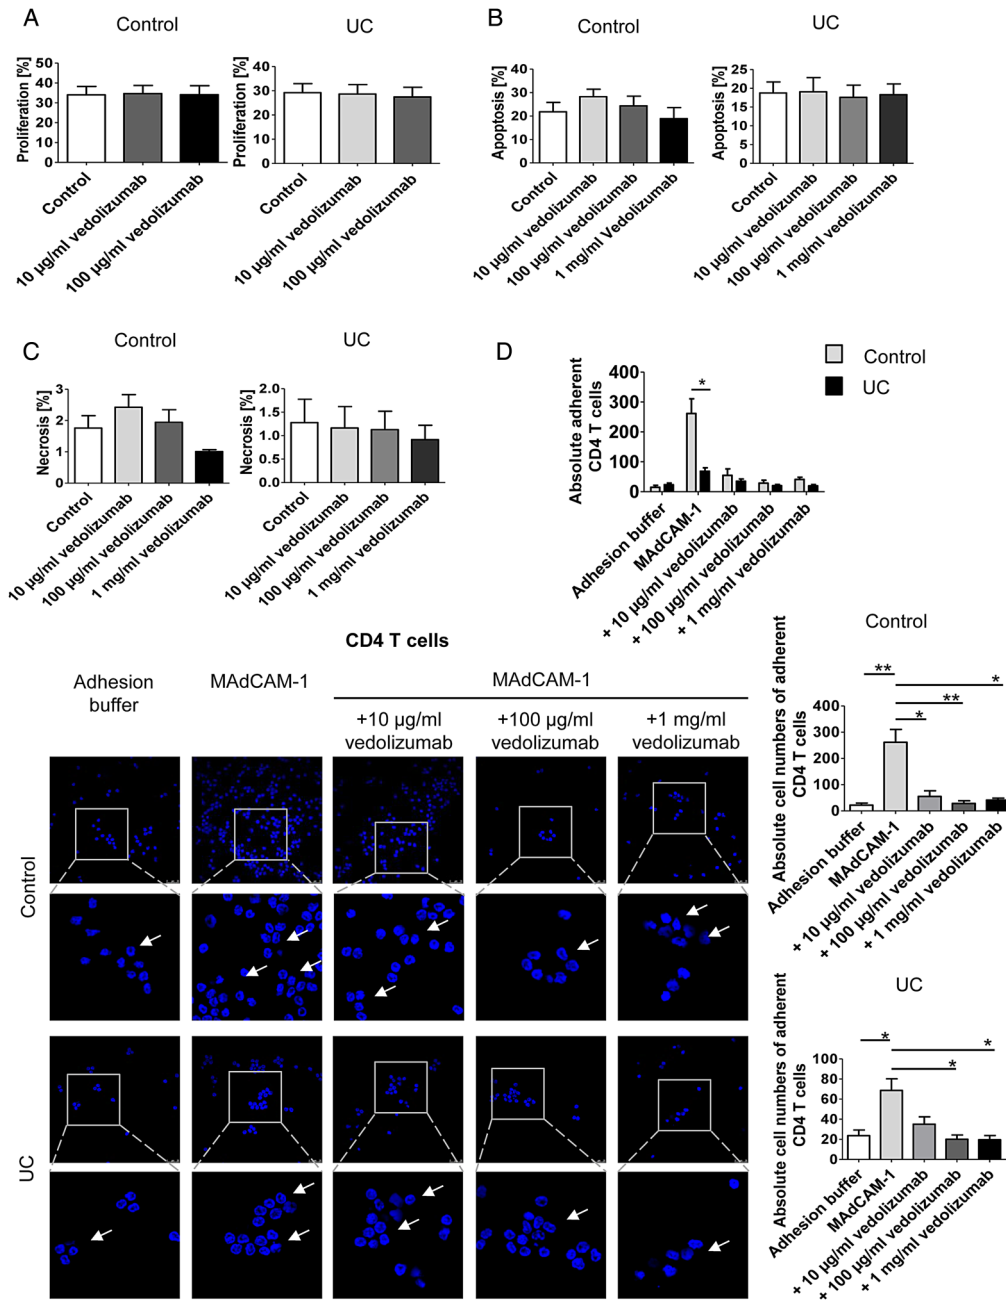 A
Control
UC
Proliferation [%]
50
40
30
20
10
0
Control
10 µg/ml vedolizumab
100 µg/ml vedolizumab
Proliferation [%]
40
30
20
10
0
Control
10 µg/ml vedolizumab
100 µg/ml vedolizumab
B
Control
UC
Apoptosis [%]
40
30
20
10
0
Control
10 µg/ml vedolizumab
100 µg/ml vedolizumab
1 mg/ml Vedolizumab
Apoptosis [%]
25
20
15
10
5
0
Control
10 µg/ml vedolizumab
100 µg/ml vedolizumab
1 mg/ml vedolizumab
C
Control
UC
Necrosis [%]
3
2
1
0
Control
10 µg/ml vedolizumab
100 µg/ml vedolizumab
1 mg/ml vedolizumab
Necrosis [%]
2.0
1.5
1.0
0.5
0.0
Control
10 µg/ml vedolizumab
100 µg/ml vedolizumab
1 mg/ml vedolizumab
D
Control
UC
Absolute adherent
CD4 T cells
400
300
200
100
0
*
Adhesion buffer
MAdCAM-1
+ 10 µg/ml vedolizumab
+ 100 µg/ml vedolizumab
+ 1 mg/ml vedolizumab
CD4 T cells
Adhesion
buffer
MAdCAM-1
MAdCAM-1
+10 µg/ml
vedolizumab
+100 µg/ml
vedolizumab
+1 mg/ml
vedolizumab
Control
UC
Control
Absolute cell numbers of adherent
CD4 T cells
400
300
200
100
0
**
*
**
*
Adhesion buffer
MAdCAM-1
+ 10 µg/ml vedolizumab
+ 100 µg/ml vedolizumab
+ 1 mg/ml vedolizumab
UC
Absolute cell numbers of adherent
CD4 T cells
100
80
60
40
20
0
*
*
*
Adhesion buffer
MAdCAM-1
+ 10 µg/ml vedolizumab
+ 100 µg/ml vedolizumab
+ 1 mg/ml vedolizumab